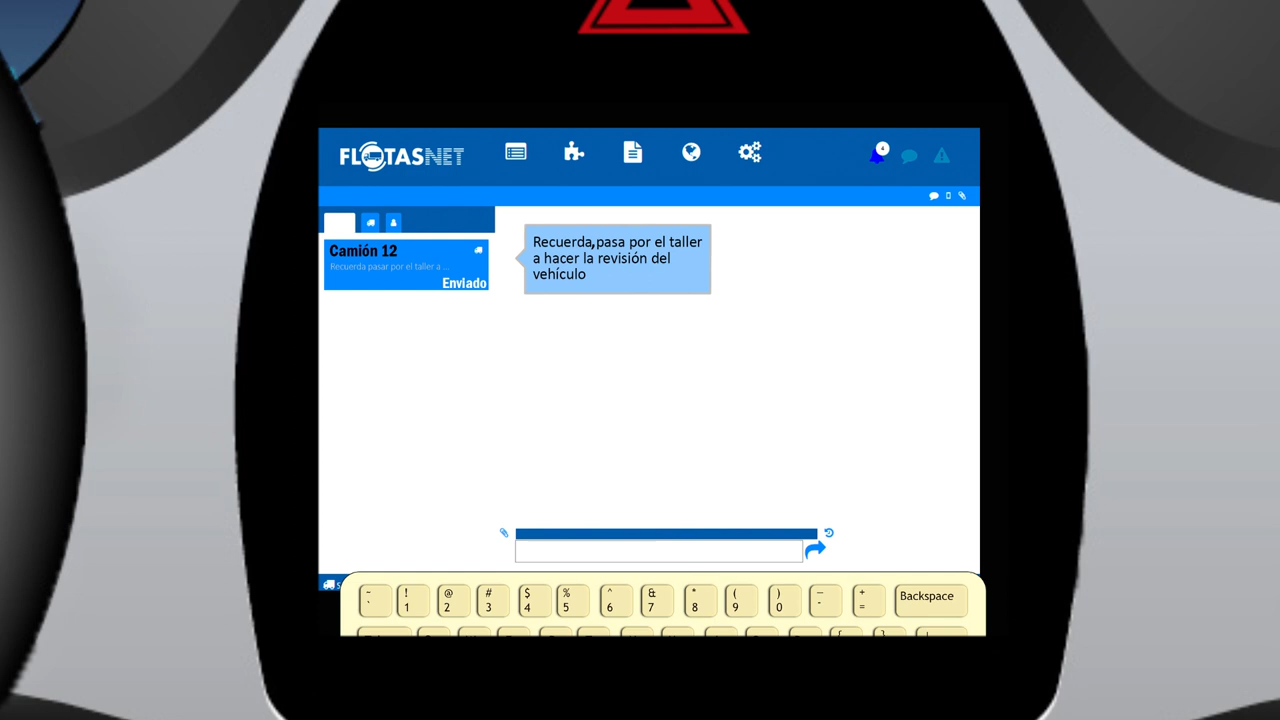 FLOTASNET
4
Camión 12
Recuerda pasar por el taller a ...
Enviado
Recuerda,pasa por el taller
a hacer la revisión del
vehículo
~ ! @ # $ % ^ & * ( ) _ + Backspace
` 1 2 3 4 5 6 7 8 9 0 - =